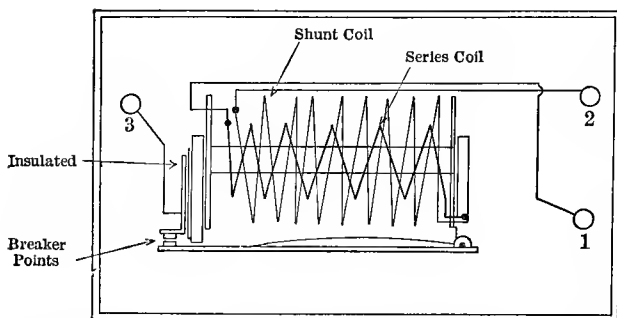 Shunt Coil
Series Coil
3
2
Insulated
1
Breaker
Points